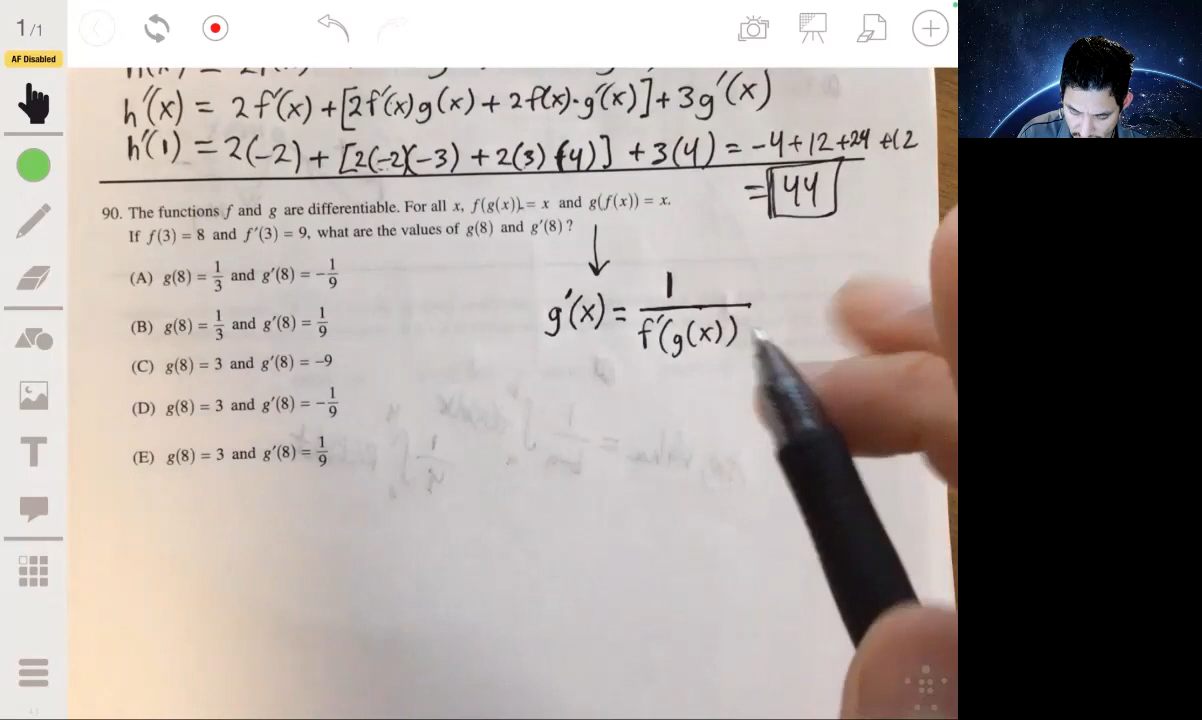 1/1
AF Disabled
h′(x) = 2f′(x) + [2f′(x)g(x) + 2f(x)·g′(x)] + 3g′(x)
h′(1) = 2(-2) + [2(-2)(-3) + 2(3)(4)] + 3(4) = -4+12+24+12
= 44
90. The functions f and g are differentiable. For all x, f(g(x)) = x and g(f(x)) = x.
If f(3) = 8 and f′(3) = 9, what are the values of g(8) and g′(8) ?
(A) g(8) = 1/3 and g′(8) = -1/9
(B) g(8) = 1/3 and g′(8) = 1/9
(C) g(8) = 3 and g′(8) = -9
(D) g(8) = 3 and g′(8) = -1/9
(E) g(8) = 3 and g′(8) = 1/9
g′(x) = 1/f′(g(x))
T